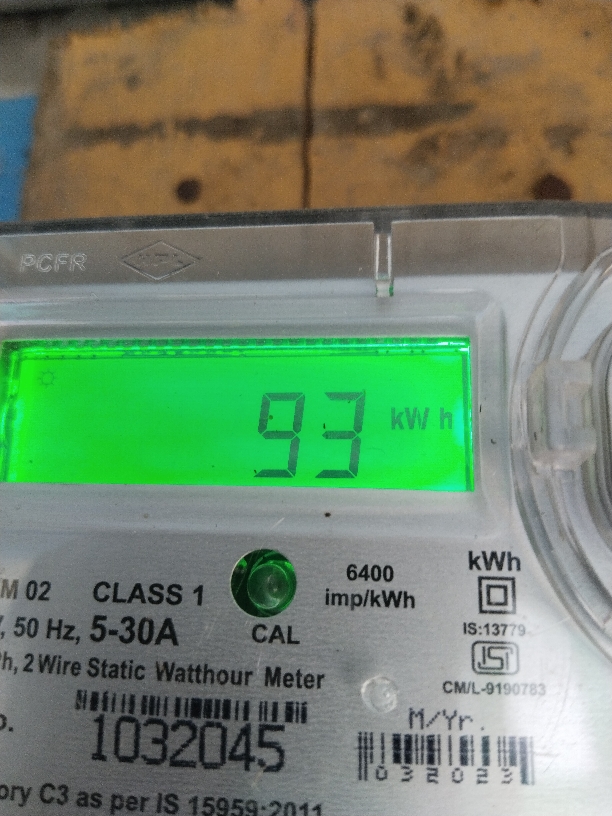 PCFR
93 kWh
M 02 CLASS 1
6400
imp/kWh
kWh
, 50 Hz, 5-30A
CAL
IS:13779
ISI
h, 2 Wire Static Watthour Meter
CM/L-9190783
M/Yr.
1032045
032023
ory C3 as per IS 15959:2011